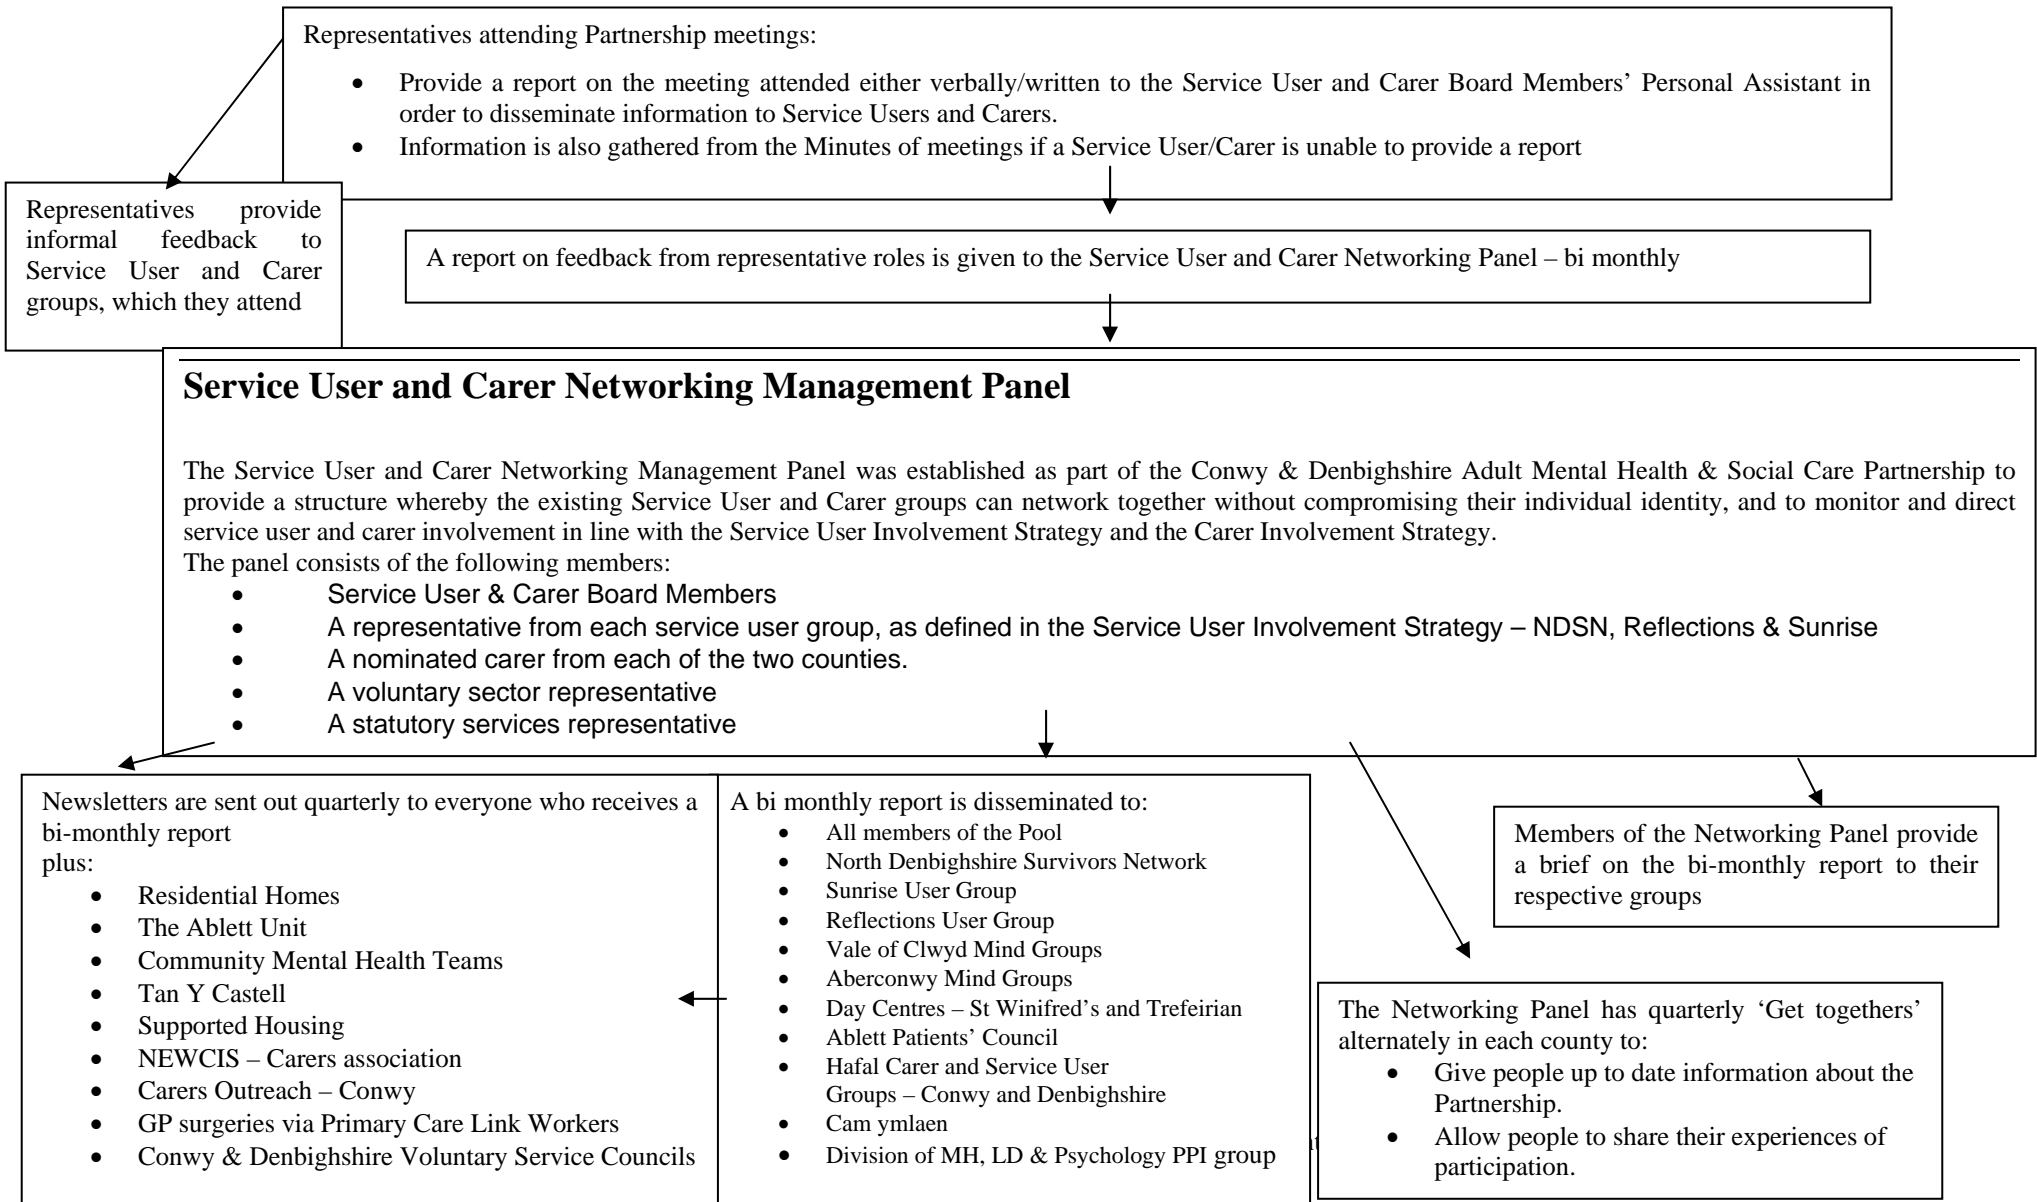 Representatives attending Partnership meetings:
• Provide a report on the meeting attended either verbally/written to the Service User and Carer Board Members' Personal Assistant in
order to disseminate information to Service Users and Carers.
• Information is also gathered from the Minutes of meetings if a Service User/Carer is unable to provide a report
Representatives provide
informal feedback to
Service User and Carer
groups, which they attend
A report on feedback from representative roles is given to the Service User and Carer Networking Panel – bi monthly
Service User and Carer Networking Management Panel
The Service User and Carer Networking Management Panel was established as part of the Conwy & Denbighshire Adult Mental Health & Social Care Partnership to
provide a structure whereby the existing Service User and Carer groups can network together without compromising their individual identity, and to monitor and direct
service user and carer involvement in line with the Service User Involvement Strategy and the Carer Involvement Strategy.
The panel consists of the following members:
• Service User & Carer Board Members
• A representative from each service user group, as defined in the Service User Involvement Strategy – NDSN, Reflections & Sunrise
• A nominated carer from each of the two counties.
• A voluntary sector representative
• A statutory services representative
Newsletters are sent out quarterly to everyone who receives a
bi-monthly report
plus:
• Residential Homes
• The Ablett Unit
• Community Mental Health Teams
• Tan Y Castell
• Supported Housing
• NEWCIS – Carers association
• Carers Outreach – Conwy
• GP surgeries via Primary Care Link Workers
• Conwy & Denbighshire Voluntary Service Councils
A bi monthly report is disseminated to:
• All members of the Pool
• North Denbighshire Survivors Network
• Sunrise User Group
• Reflections User Group
• Vale of Clwyd Mind Groups
• Aberconwy Mind Groups
• Day Centres – St Winifred's and Trefeirian
• Ablett Patients' Council
• Hafal Carer and Service User
Groups – Conwy and Denbighshire
• Cam ymlaen
• Division of MH, LD & Psychology PPI group
Members of the Networking Panel provide
a brief on the bi-monthly report to their
respective groups
The Networking Panel has quarterly 'Get togethers'
alternately in each county to:
• Give people up to date information about the
Partnership.
• Allow people to share their experiences of
participation.